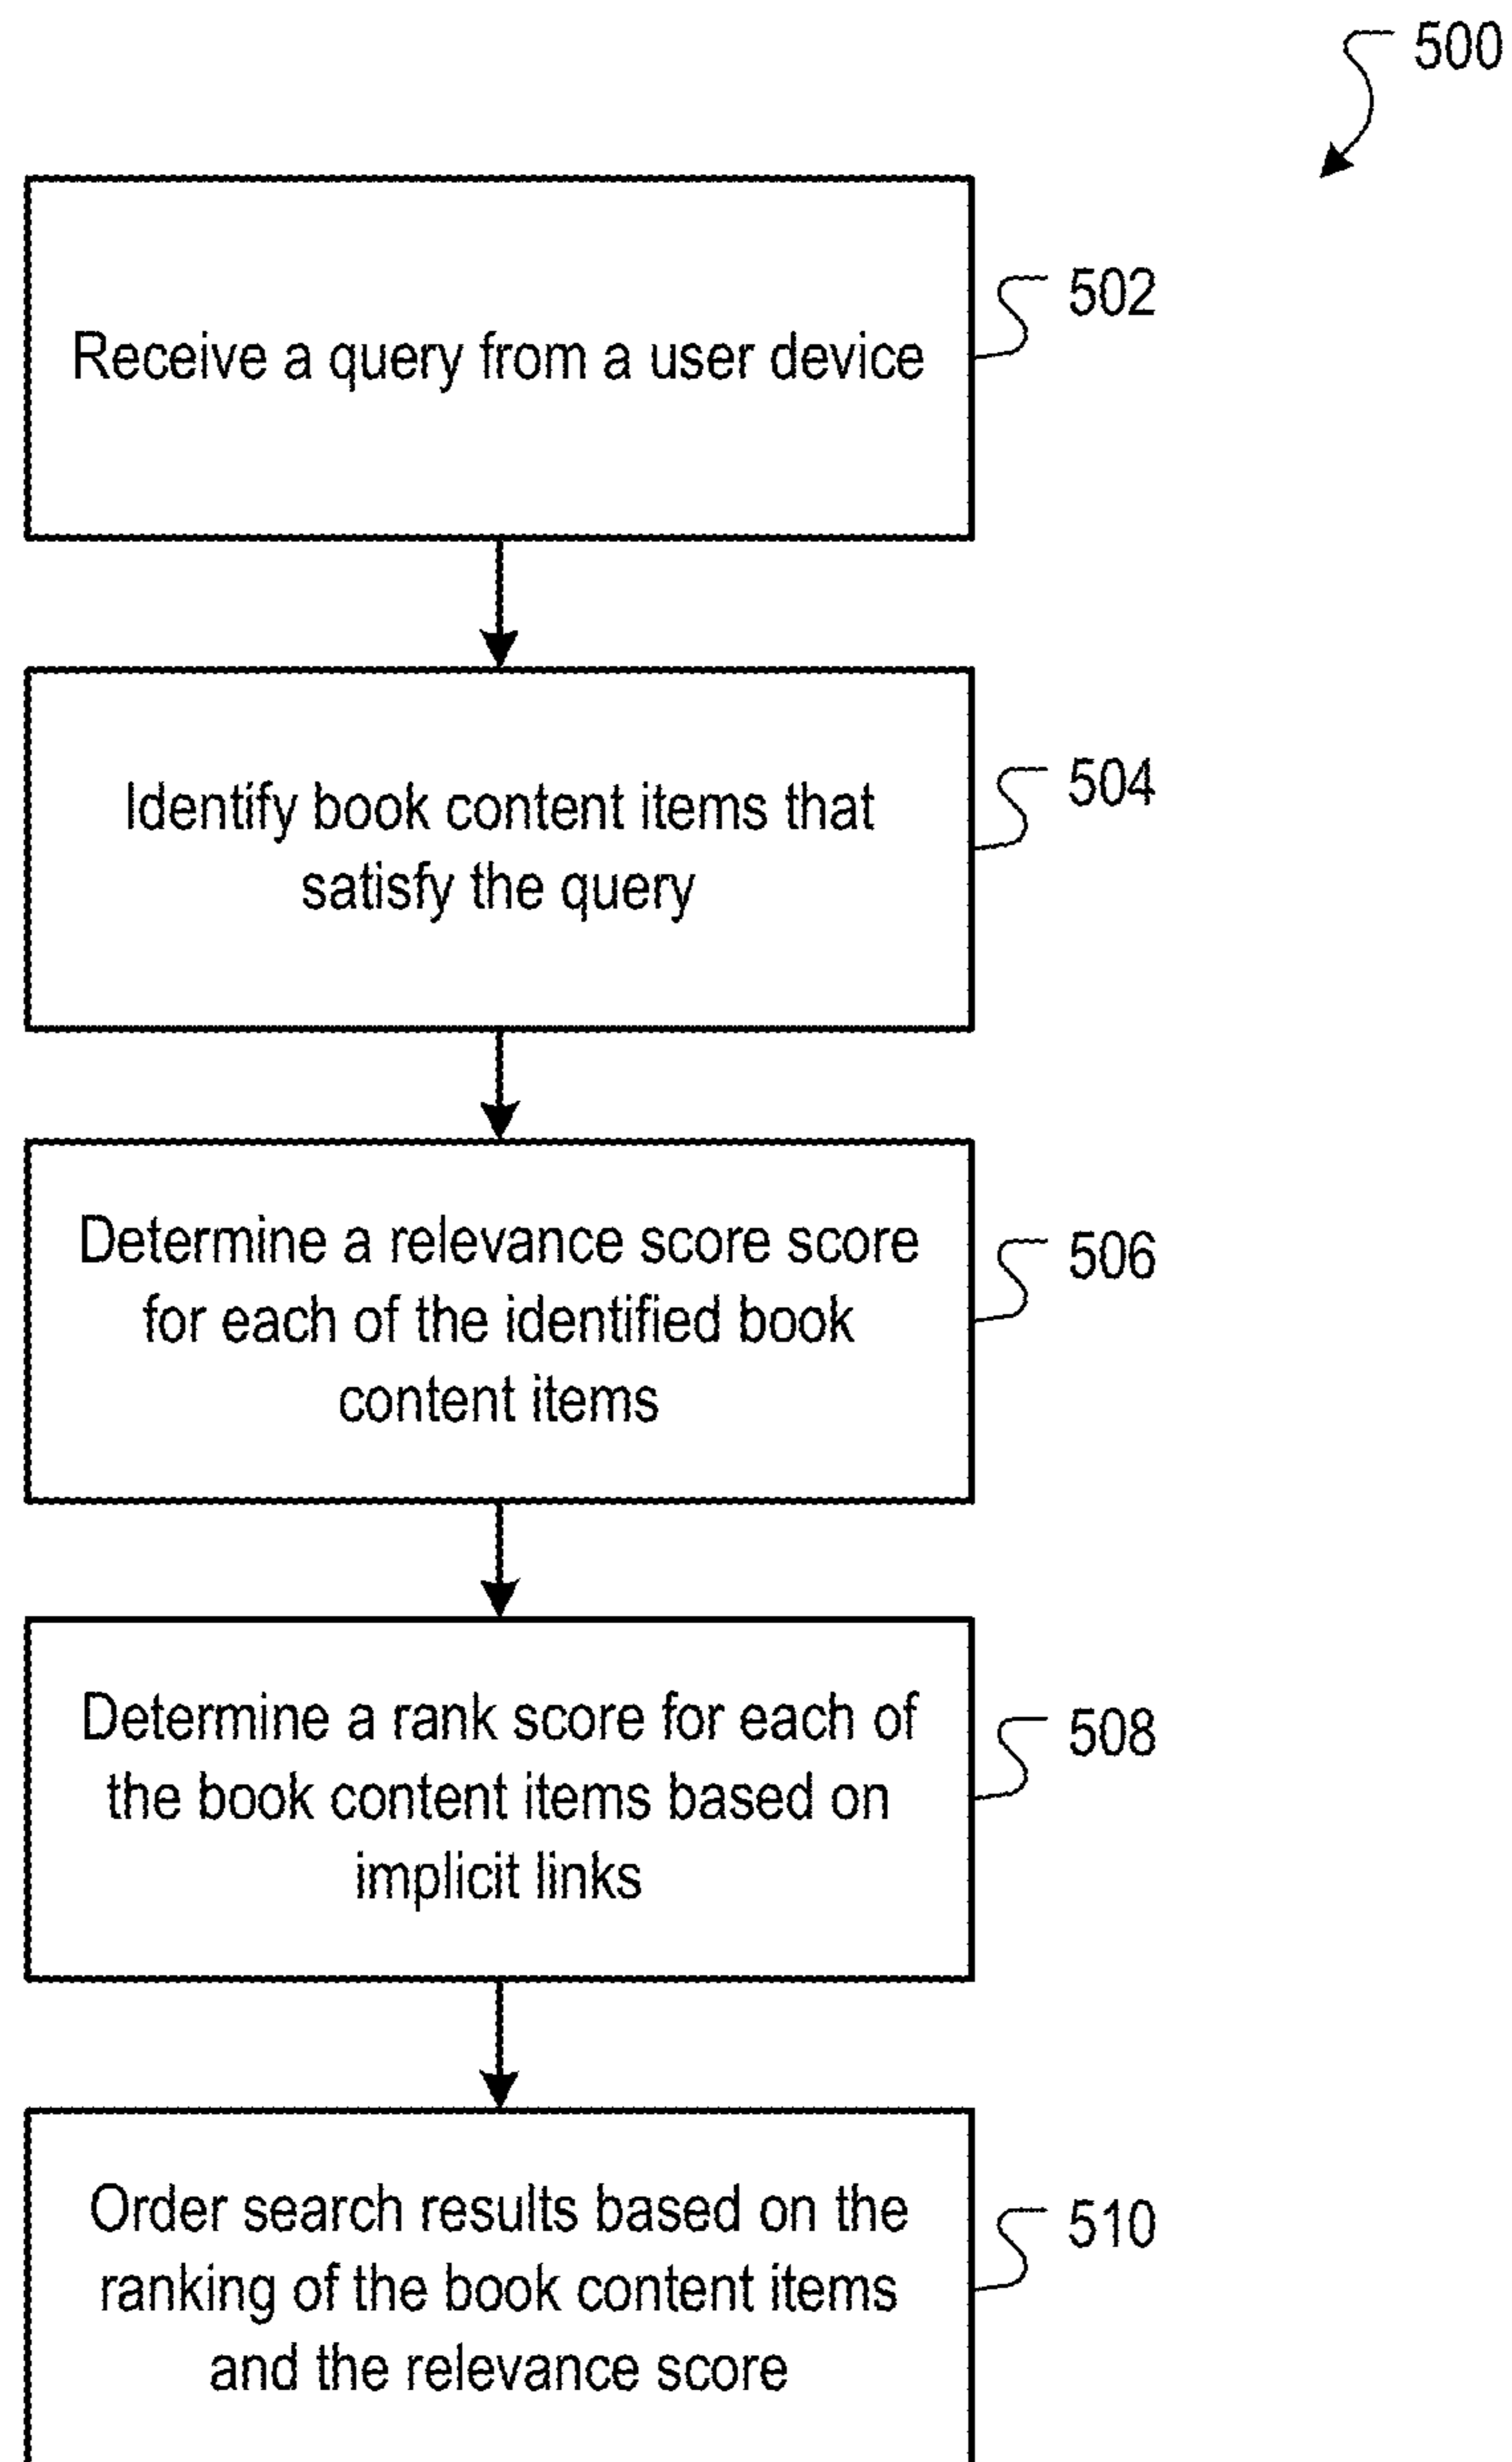 500
Receive a query from a user device
502
Identify book content items that
satisfy the query
504
Determine a relevance score score
for each of the identified book
content items
506
Determine a rank score for each of
the book content items based on
implicit links
508
Order search results based on the
ranking of the book content items
and the relevance score
510